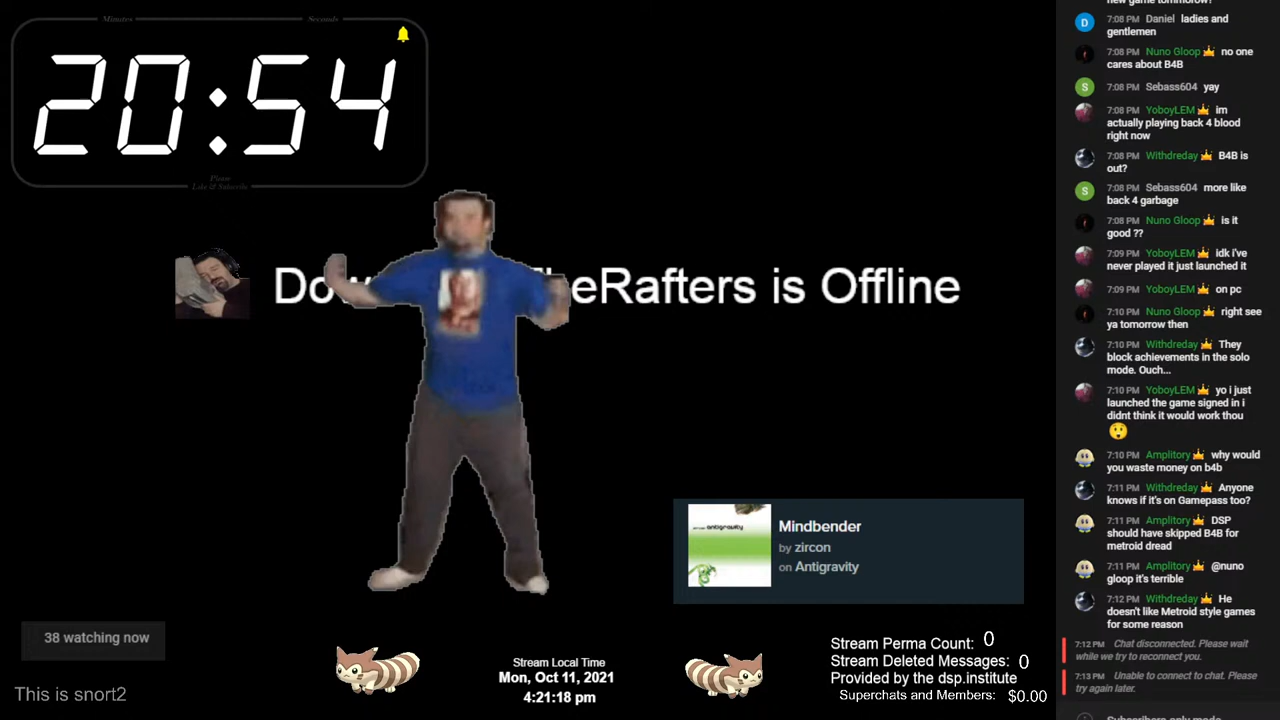 Minutes
Seconds
20:54
Please
Like & Subscribe
Do
eRafters is Offline
antigravity
Mindbender
by zircon
on Antigravity
38 watching now
This is snort2
Stream Local Time
Mon, Oct 11, 2021
4:21:18 pm
Stream Perma Count: 0
Stream Deleted Messages: 0
Provided by the dsp.institute
Superchats and Members: $0.00
new game tommorow?
D
7:08 PM Daniel ladies and
gentlemen
7:08 PM Nuno Gloop no one
cares about B4B
S
7:08 PM Sebass604 yay
7:08 PM YoboyLEM im
actually playing back 4 blood
right now
7:08 PM Withdreday B4B is
out?
S
7:08 PM Sebass604 more like
back 4 garbage
7:08 PM Nuno Gloop is it
good ??
7:09 PM YoboyLEM idk i've
never played it just launched it
7:09 PM YoboyLEM on pc
7:10 PM Nuno Gloop right see
ya tomorrow then
7:10 PM Withdreday They
block achievements in the solo
mode. Ouch...
7:10 PM YoboyLEM yo i just
launched the game signed in i
didnt think it would work thou
7:10 PM Amplitory why would
you waste money on b4b
7:11 PM Withdreday Anyone
knows if it's on Gamepass too?
7:11 PM Amplitory DSP
should have skipped B4B for
metroid dread
7:11 PM Amplitory @nuno
gloop it's terrible
7:12 PM Withdreday He
doesn't like Metroid style games
for some reason
7:12 PM Chat disconnected. Please wait
while we try to reconnect you.
7:13 PM Unable to connect to chat. Please
try again later.
Subscribers-only mode